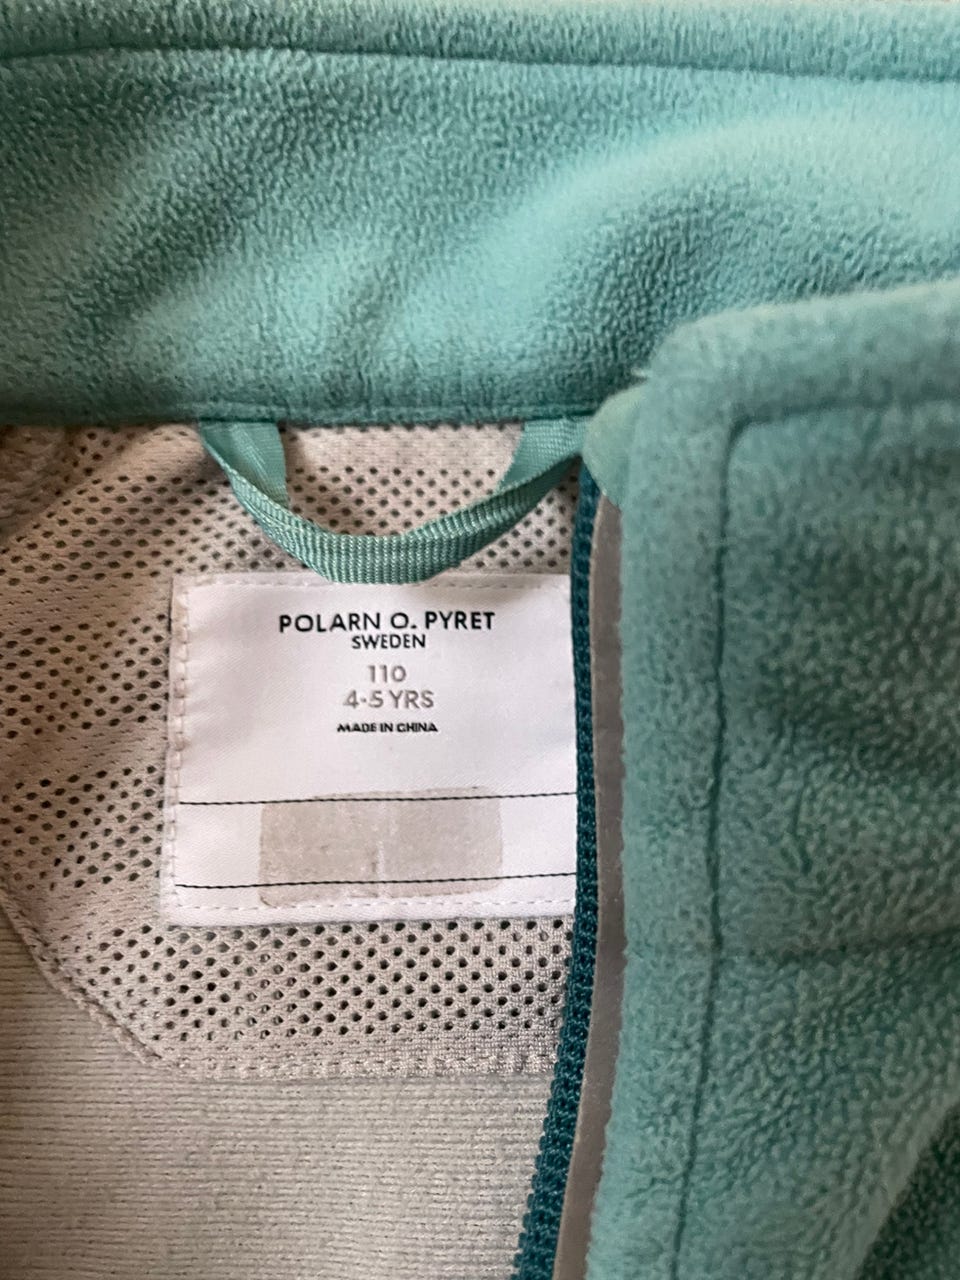 POLARN O. PYRET
SWEDEN
110
4-5 YRS
MADE IN CHINA